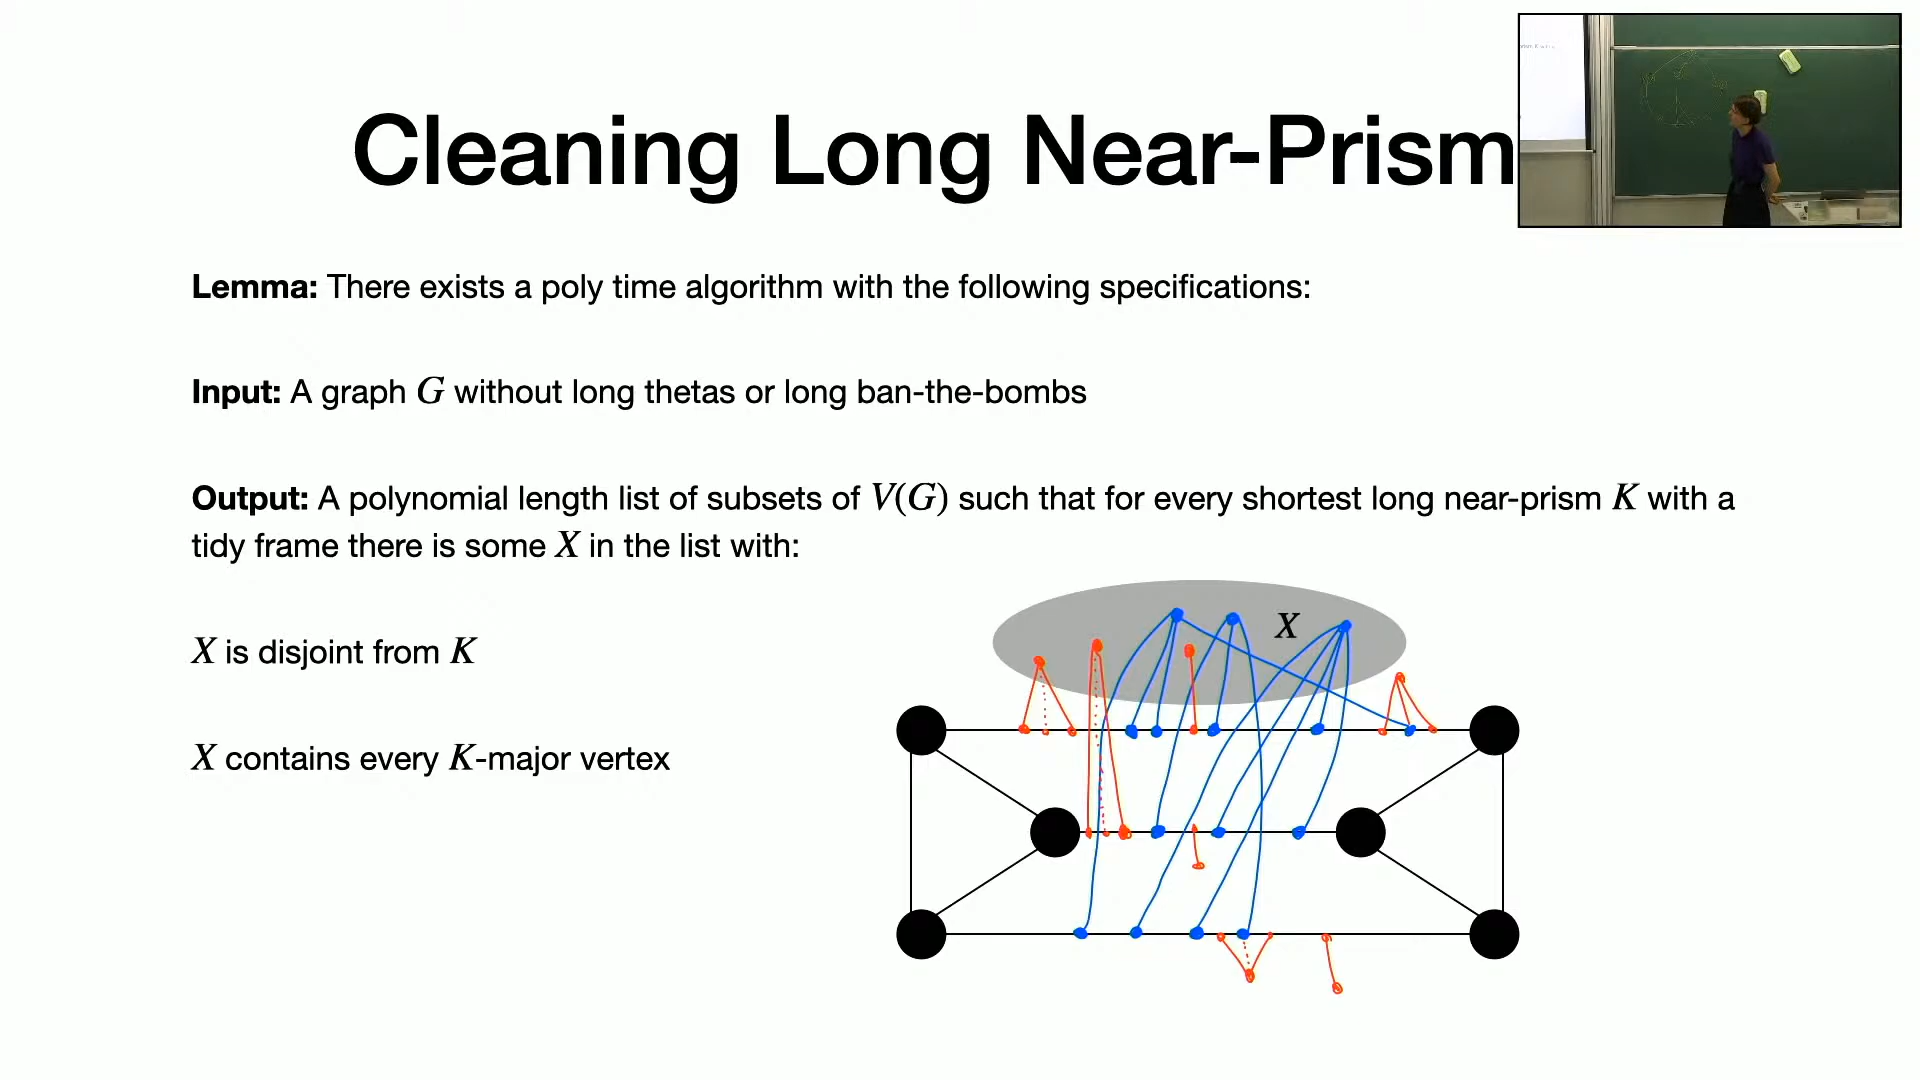 Cleaning Long Near-Prism
Lemma: There exists a poly time algorithm with the following specifications:
Input: A graph G without long thetas or long ban-the-bombs
Output: A polynomial length list of subsets of V(G) such that for every shortest long near-prism K with a
tidy frame there is some X in the list with:
X is disjoint from K
X contains every K-major vertex
X